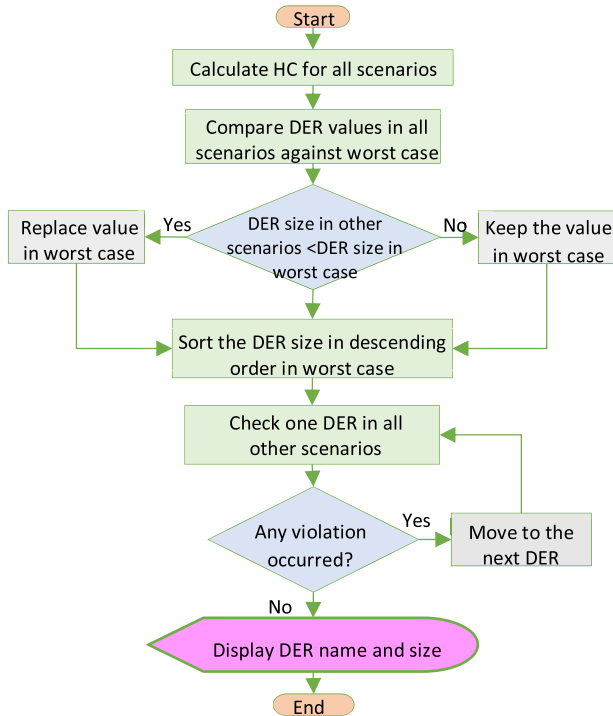 Start
Calculate HC for all scenarios
Compare DER values in all
scenarios against worst case
DER size in other
scenarios <DER size in
worst case
Yes
No
Replace value
in worst case
Keep the value
in worst case
Sort the DER size in descending
order in worst case
Check one DER in all
other scenarios
Any violation
occurred?
Yes
Move to the
next DER
No
Display DER name and size
End